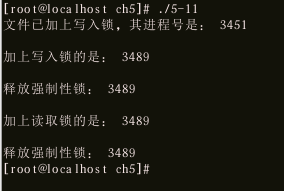 [root@localhost ch5]# ./5-11
文件已加上写入锁，其进程号是： 3451
加上写入锁的是： 3489
释放强制性锁： 3489
加上读取锁的是： 3489
释放强制性锁： 3489
[root@localhost ch5]#